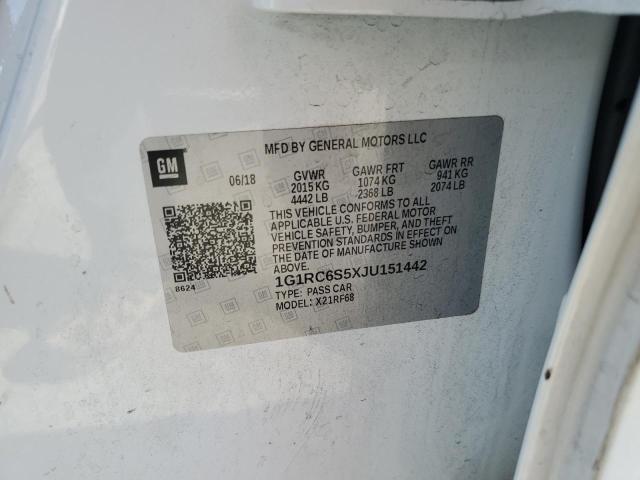 MFD BY GENERAL MOTORS LLC
GM
06/18
GVWR
2015 KG
4442 LB
GAWR FRT
1074 KG
2368 LB
GAWR RR
941 KG
2074 LB
THIS VEHICLE CONFORMS TO ALL
APPLICABLE U.S. FEDERAL MOTOR
VEHICLE SAFETY, BUMPER, AND THEFT
PREVENTION STANDARDS IN EFFECT ON
THE DATE OF MANUFACTURE SHOWN
ABOVE.
8624
1G1RC6S5XJU151442
TYPE: PASS CAR
MODEL: X21RF68